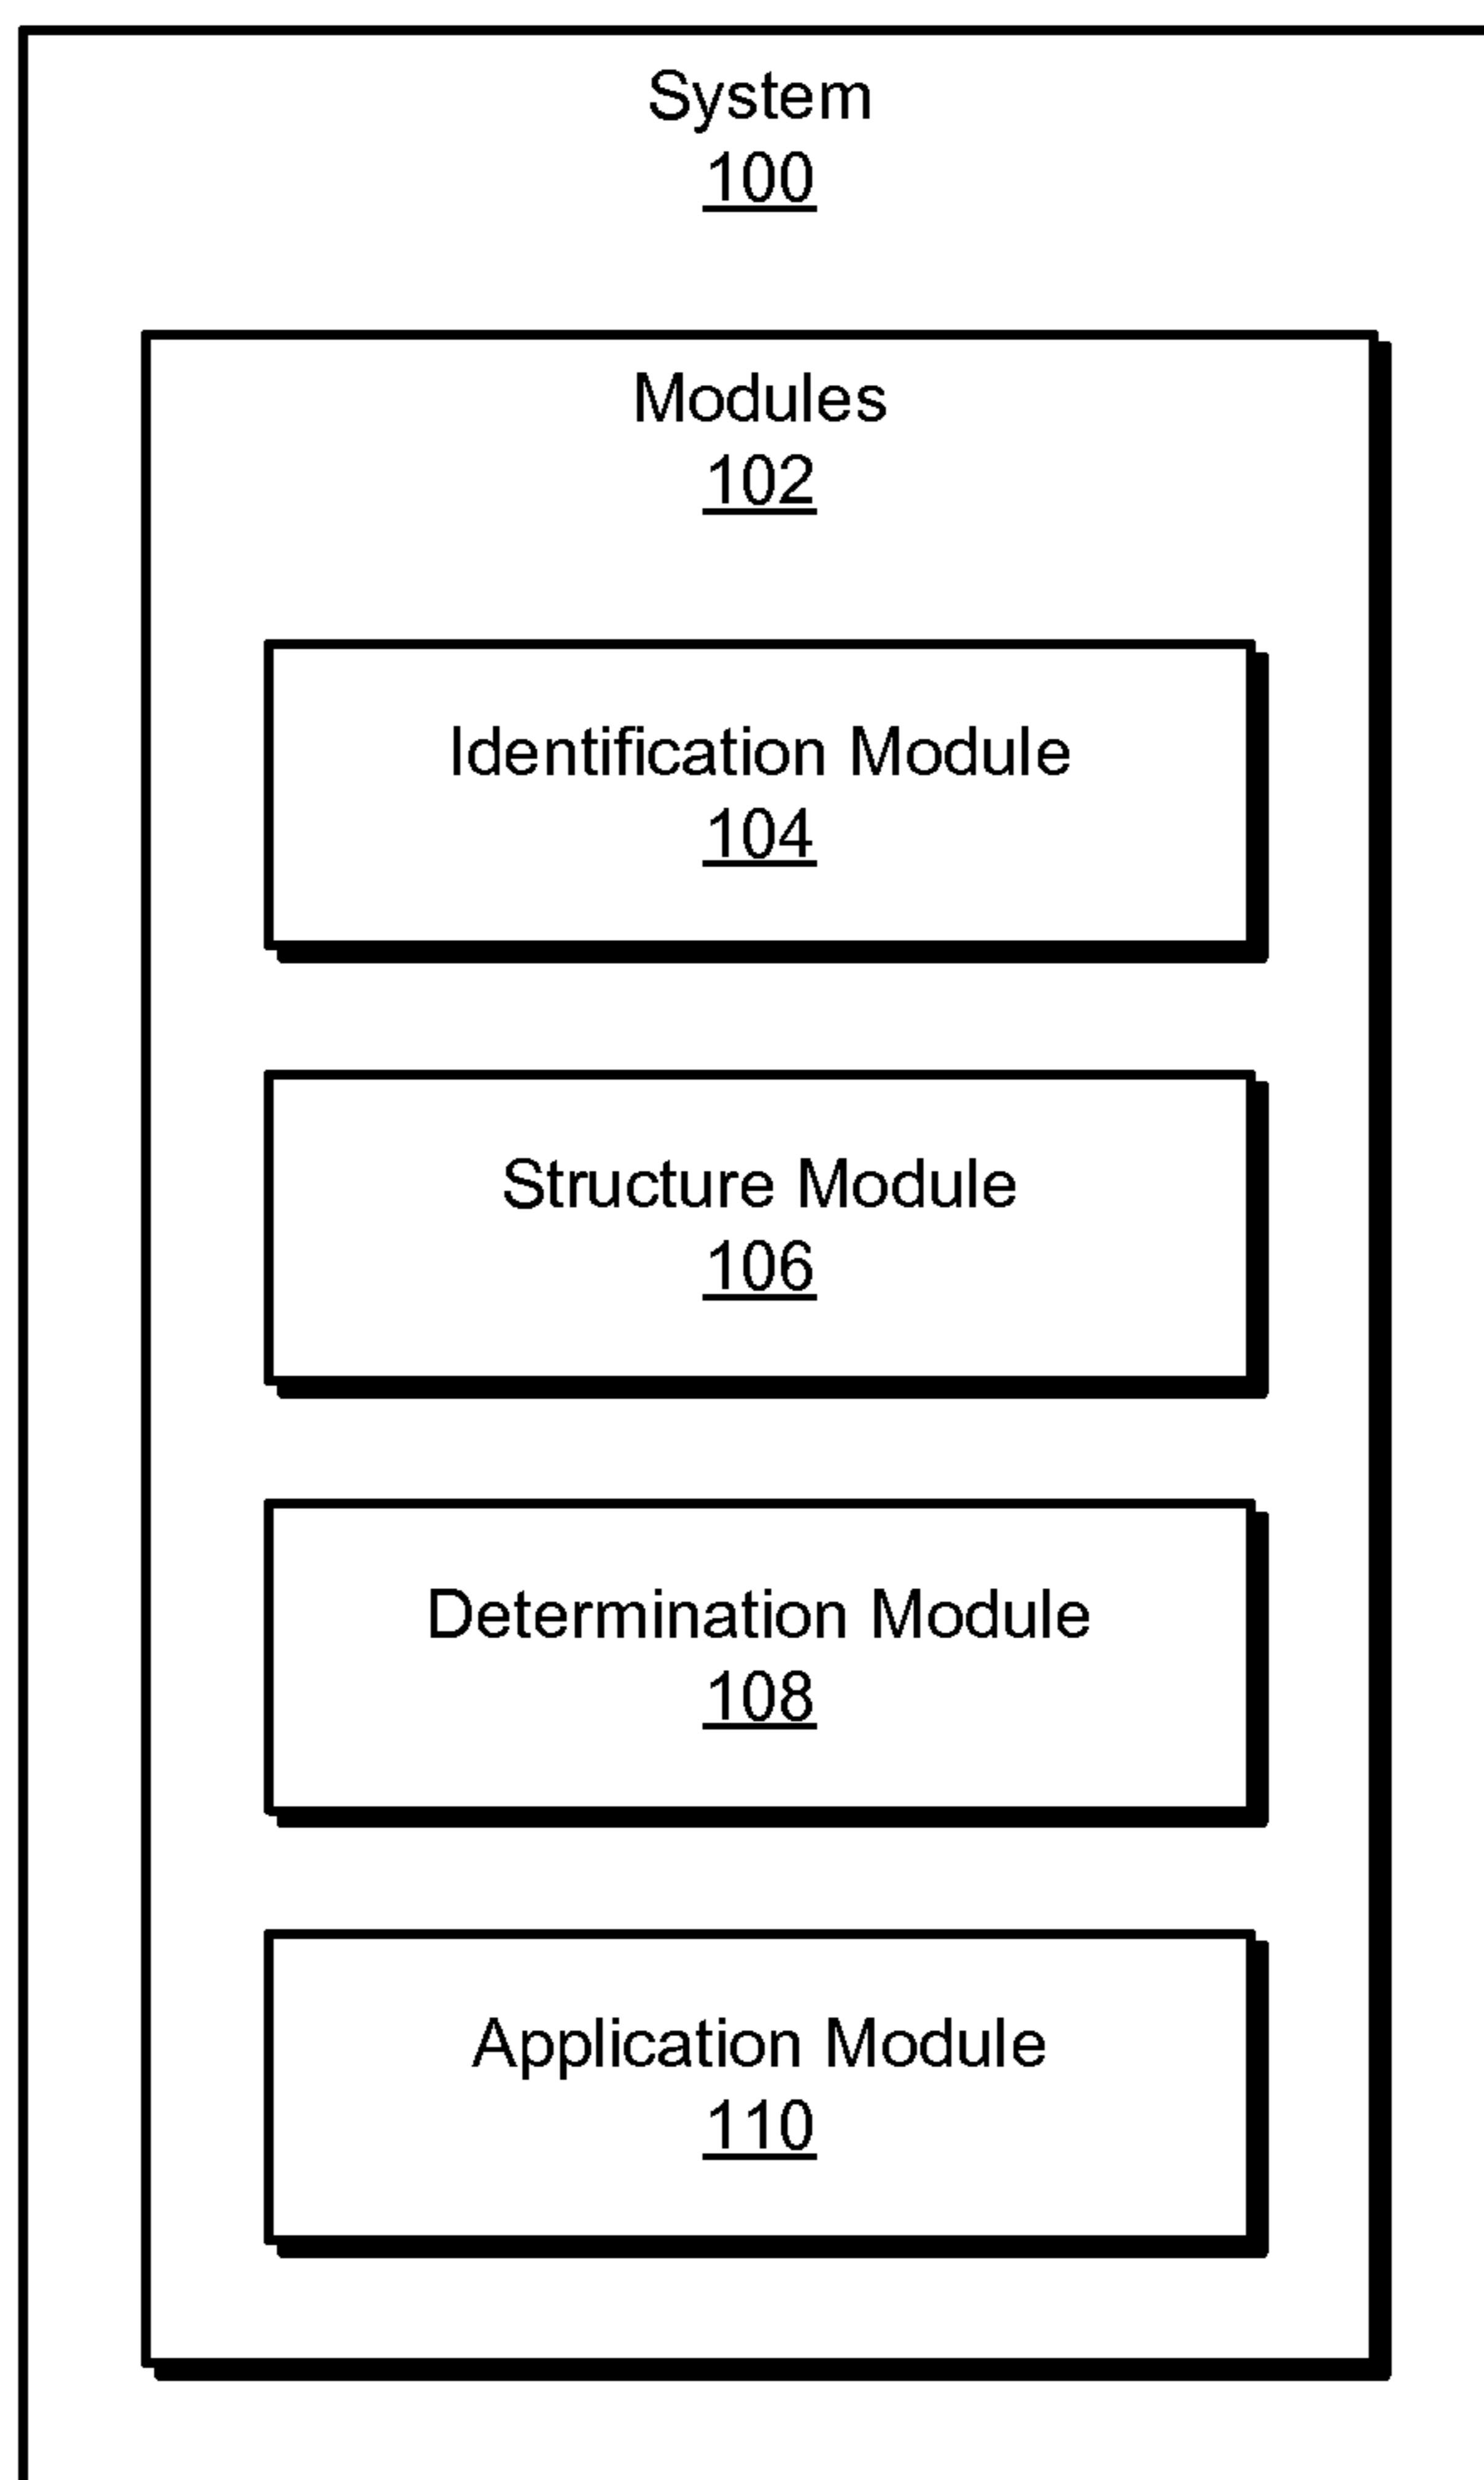 System
100
Modules
102
Identification Module
104
Structure Module
106
Determination Module
108
Application Module
110